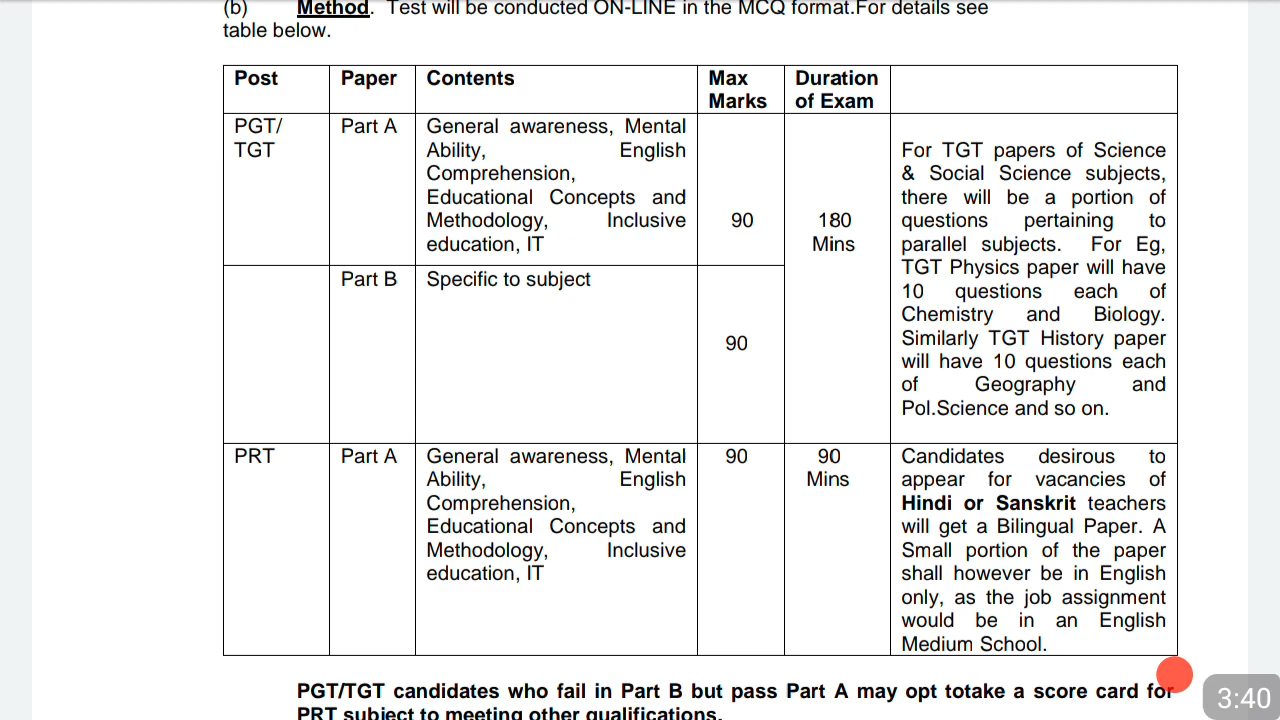 (b) Method. Test will be conducted ON-LINE in the MCQ format.For details see
table below.
Post Paper Contents Max Marks Duration of Exam
PGT/
TGT
Part A
General awareness, Mental
Ability, English
Comprehension,
Educational Concepts and
Methodology, Inclusive
education, IT
90
180
Mins
For TGT papers of Science
& Social Science subjects,
there will be a portion of
questions pertaining to
parallel subjects. For Eg,
TGT Physics paper will have
10 questions each of
Chemistry and Biology.
Similarly TGT History paper
will have 10 questions each
of Geography and
Pol.Science and so on.
Part B
Specific to subject
90
PRT
Part A
General awareness, Mental
Ability, English
Comprehension,
Educational Concepts and
Methodology, Inclusive
education, IT
90
90
Mins
Candidates desirous to
appear for vacancies of
Hindi or Sanskrit teachers
will get a Bilingual Paper. A
Small portion of the paper
shall however be in English
only, as the job assignment
would be in an English
Medium School.
PGT/TGT candidates who fail in Part B but pass Part A may opt totake a score card for
PRT subject to meeting other qualifications.
3:40